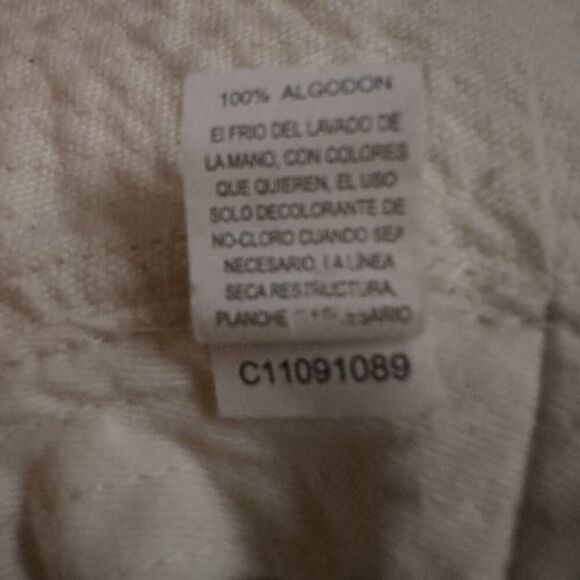 100% ALGODON
El FRIO DEL LAVADO DE
LA MANO, CON COLORES
QUE QUIEREN, EL USO
SOLO DECOLORANTE DE
NO-CLORO CUANDO SEA
NECESARIO, LA LÍNEA
SECA RESTRUCTURA,
PLANCHE
C11091089